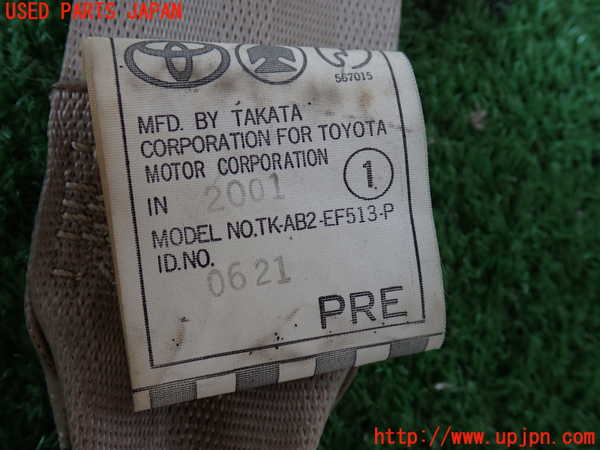 USED PARTS JAPAN
567015
MFD. BY TAKATA
CORPORATION FOR TOYOTA
MOTOR CORPORATION
IN 2001 1
MODEL NO.TK-AB2-EF513-P
ID.NO. 0621
PRE
http://www.upjpn.com/